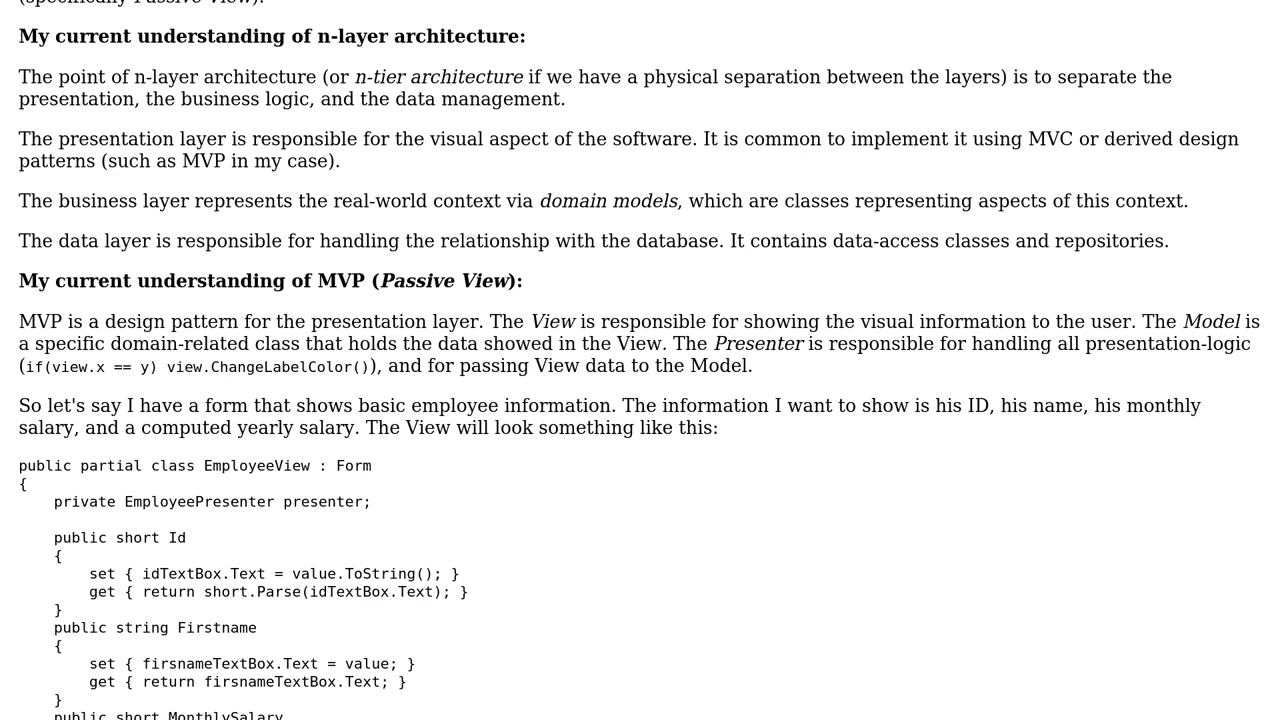 (specifically Passive View).
My current understanding of n-layer architecture:
The point of n-layer architecture (or n-tier architecture if we have a physical separation between the layers) is to separate the
presentation, the business logic, and the data management.
The presentation layer is responsible for the visual aspect of the software. It is common to implement it using MVC or derived design
patterns (such as MVP in my case).
The business layer represents the real-world context via domain models, which are classes representing aspects of this context.
The data layer is responsible for handling the relationship with the database. It contains data-access classes and repositories.
My current understanding of MVP (Passive View):
MVP is a design pattern for the presentation layer. The View is responsible for showing the visual information to the user. The Model is
a specific domain-related class that holds the data showed in the View. The Presenter is responsible for handling all presentation-logic
(if(view.x == y) view.ChangeLabelColor()), and for passing View data to the Model.
So let's say I have a form that shows basic employee information. The information I want to show is his ID, his name, his monthly
salary, and a computed yearly salary. The View will look something like this:
public partial class EmployeeView : Form
{
    private EmployeePresenter presenter;
    public short Id
    {
        set { idTextBox.Text = value.ToString(); }
        get { return short.Parse(idTextBox.Text); }
    }
    public string Firstname
    {
        set { firsnameTextBox.Text = value; }
        get { return firsnameTextBox.Text; }
    }
    public short MonthlySalary